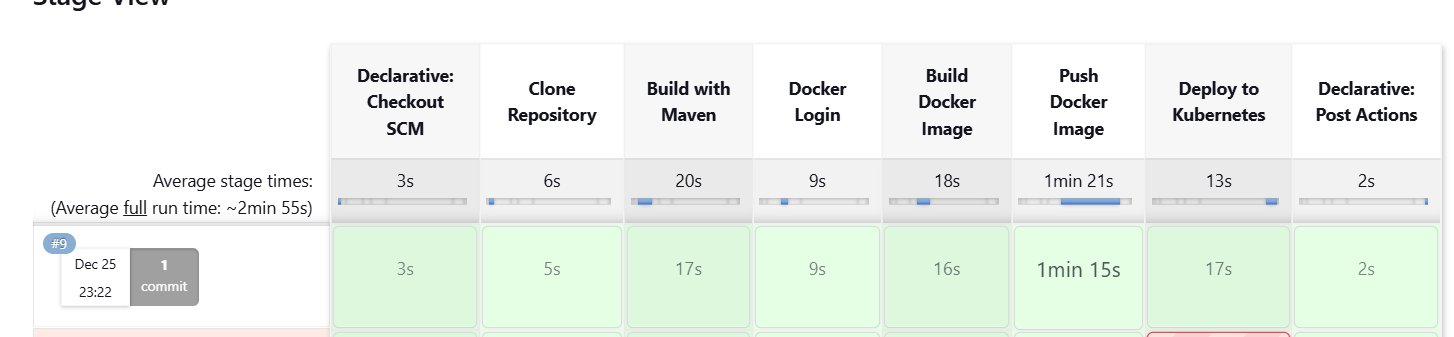 Stage View
Declarative: Checkout SCM
Clone Repository
Build with Maven
Docker Login
Build Docker Image
Push Docker Image
Deploy to Kubernetes
Declarative: Post Actions
Average stage times:
(Average full run time: ~2min 55s)
3s
6s
20s
9s
18s
1min 21s
13s
2s
#9
Dec 25
23:22
1
commit
3s
5s
17s
9s
16s
1min 15s
17s
2s